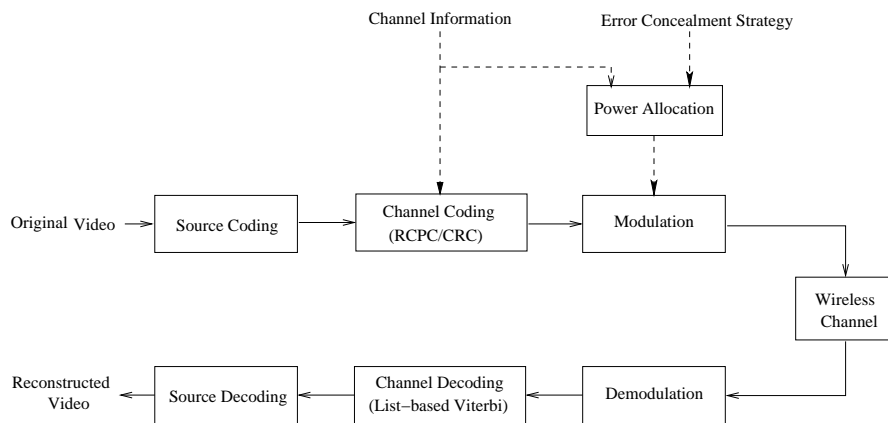 Channel Information
Error Concealment Strategy
Power Allocation
Original Video
Source Coding
Channel Coding
(RCPC/CRC)
Modulation
Wireless
Channel
Reconstructed
Video
Source Decoding
Channel Decoding
(List−based Viterbi)
Demodulation